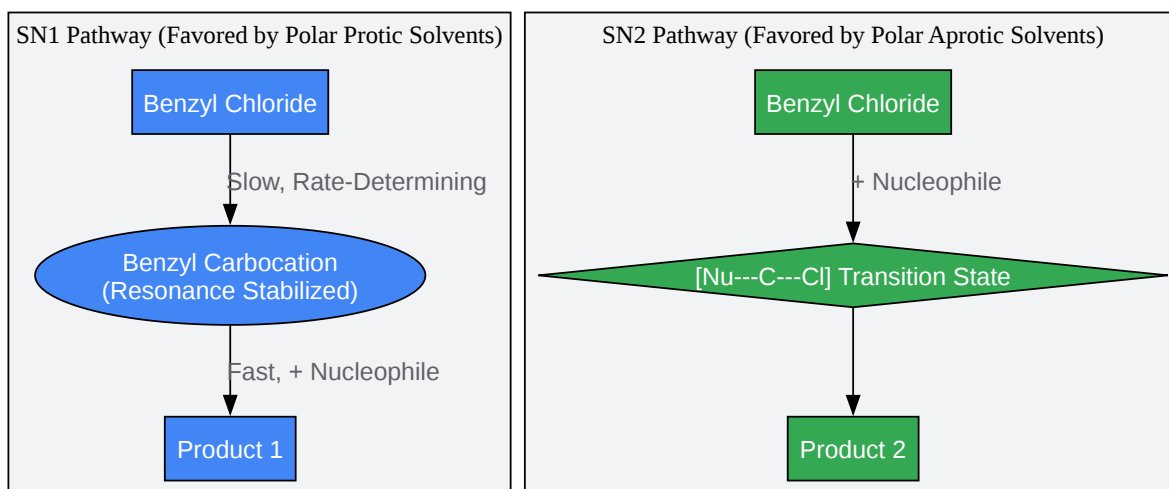 SN1 Pathway (Favored by Polar Protic Solvents)
Benzyl Chloride
Slow, Rate-Determining
Benzyl Carbocation
(Resonance Stabilized)
Fast, + Nucleophile
Product 1
SN2 Pathway (Favored by Polar Aprotic Solvents)
Benzyl Chloride
+ Nucleophile
[Nu---C---Cl] Transition State
Product 2